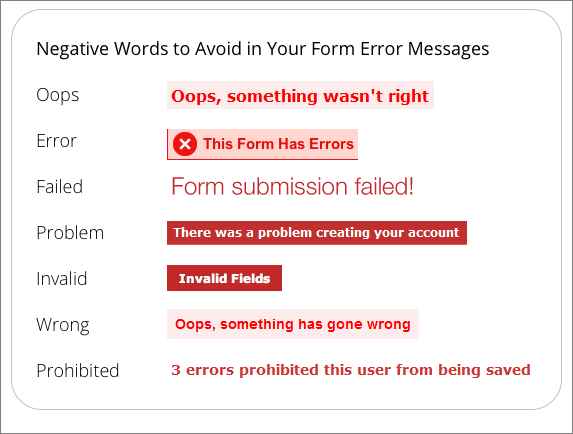 Negative Words to Avoid in Your Form Error Messages
Oops Oops, something wasn't right
Error This Form Has Errors
Failed Form submission failed!
Problem There was a problem creating your account
Invalid Invalid Fields
Wrong Oops, something has gone wrong
Prohibited 3 errors prohibited this user from being saved